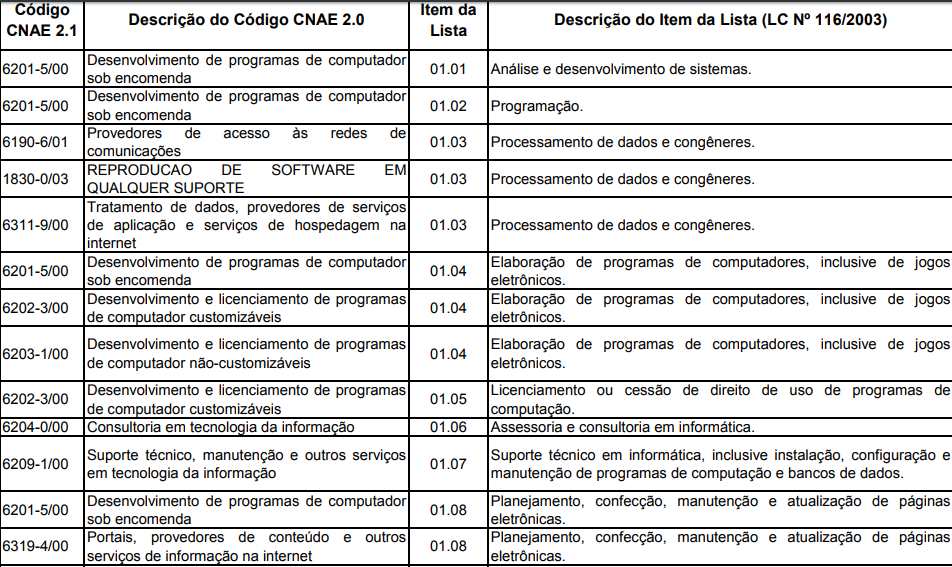 Código CNAE 2.1 Descrição do Código CNAE 2.0 Item da Lista Descrição do Item da Lista (LC Nº 116/2003)
6201-5/00 Desenvolvimento de programas de computador sob encomenda 01.01 Análise e desenvolvimento de sistemas.
6201-5/00 Desenvolvimento de programas de computador sob encomenda 01.02 Programação.
6190-6/01 Provedores de acesso às redes de comunicações 01.03 Processamento de dados e congêneres.
1830-0/03 REPRODUCAO DE SOFTWARE EM QUALQUER SUPORTE 01.03 Processamento de dados e congêneres.
6311-9/00 Tratamento de dados, provedores de serviços de aplicação e serviços de hospedagem na internet 01.03 Processamento de dados e congêneres.
6201-5/00 Desenvolvimento de programas de computador sob encomenda 01.04 Elaboração de programas de computadores, inclusive de jogos eletrônicos.
6202-3/00 Desenvolvimento e licenciamento de programas de computador customizáveis 01.04 Elaboração de programas de computadores, inclusive de jogos eletrônicos.
6203-1/00 Desenvolvimento e licenciamento de programas de computador não-customizáveis 01.04 Elaboração de programas de computadores, inclusive de jogos eletrônicos.
6202-3/00 Desenvolvimento e licenciamento de programas de computador customizáveis 01.05 Licenciamento ou cessão de direito de uso de programas de computação.
6204-0/00 Consultoria em tecnologia da informação 01.06 Assessoria e consultoria em informática.
6209-1/00 Suporte técnico, manutenção e outros serviços em tecnologia da informação 01.07 Suporte técnico em informática, inclusive instalação, configuração e manutenção de programas de computação e bancos de dados.
6201-5/00 Desenvolvimento de programas de computador sob encomenda 01.08 Planejamento, confecção, manutenção e atualização de páginas eletrônicas.
6319-4/00 Portais, provedores de conteúdo e outros serviços de informação na internet 01.08 Planejamento, confecção, manutenção e atualização de páginas eletrônicas.